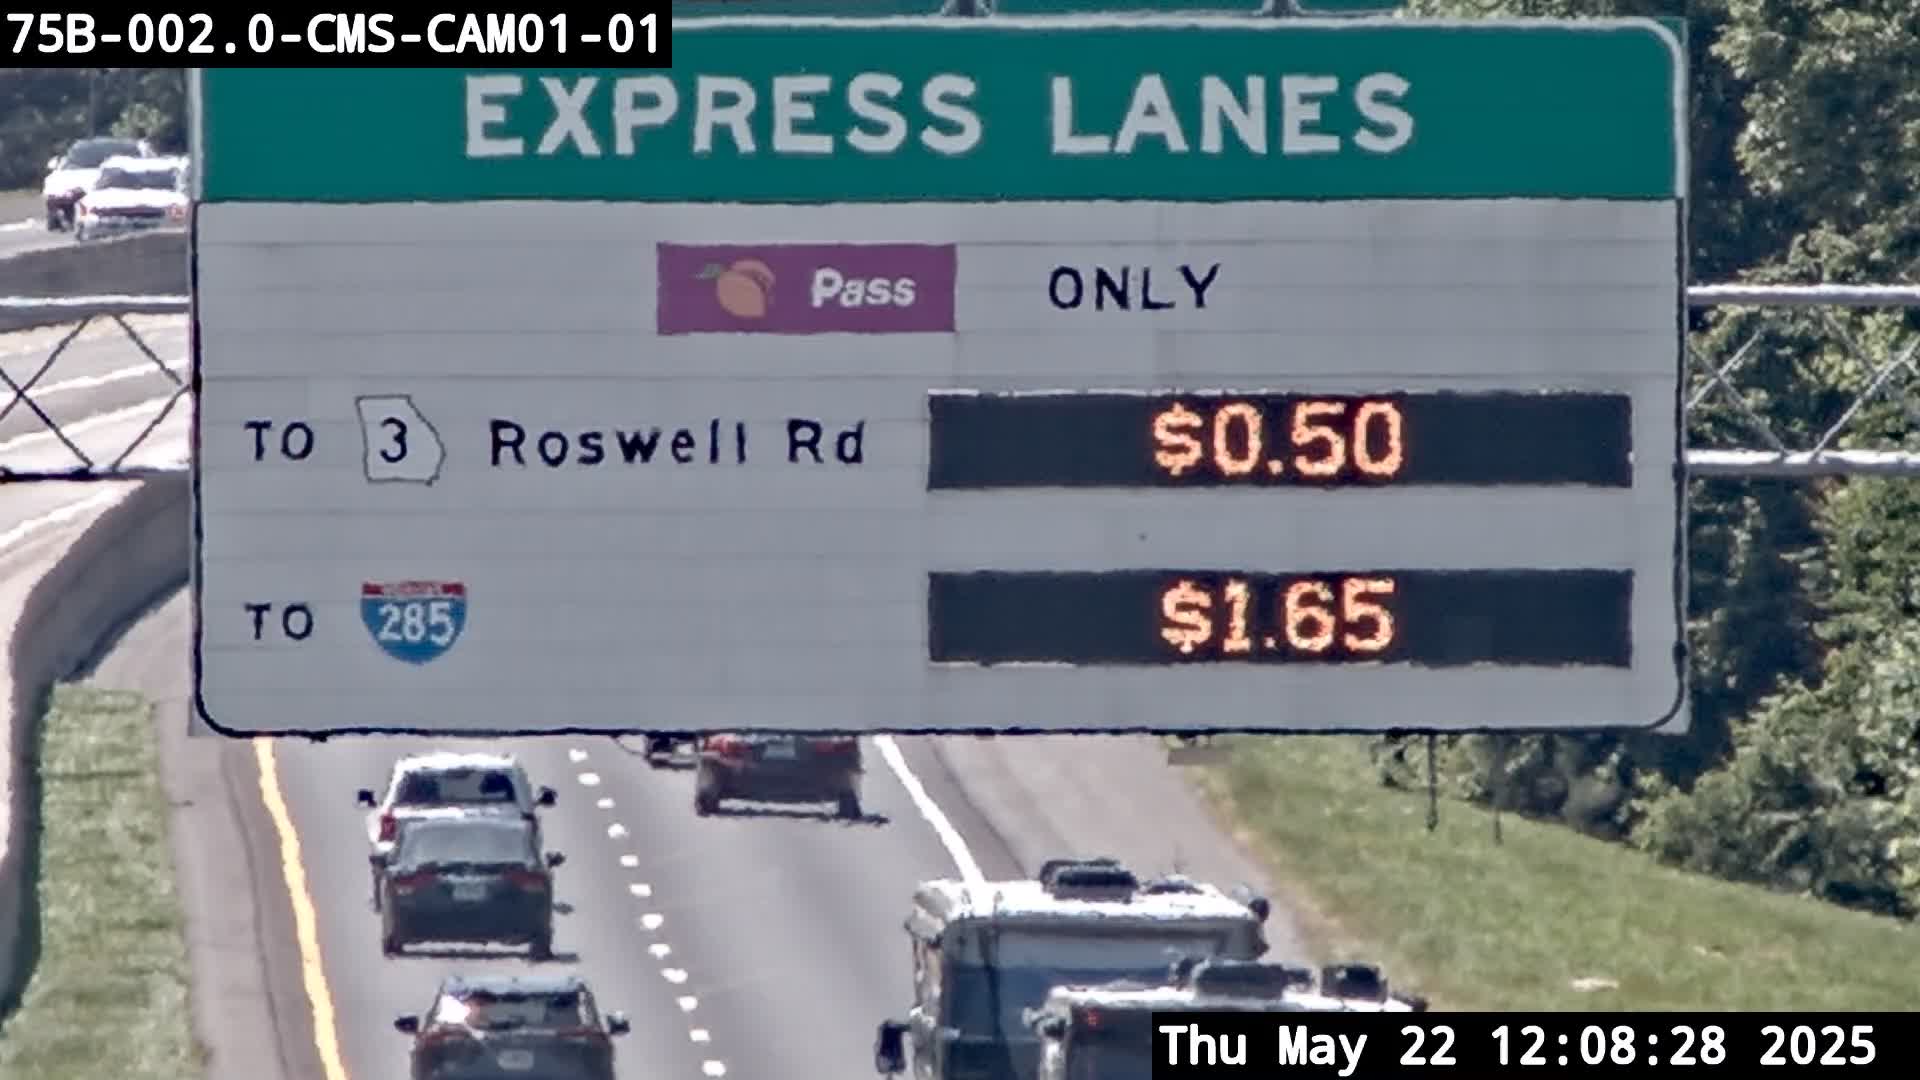 75B-002.0-CMS-CAM01-01
EXPRESS LANES
Pass ONLY
TO 3 Roswell Rd $0.50
TO 285 $1.65
Thu May 22 12:08:28 2025